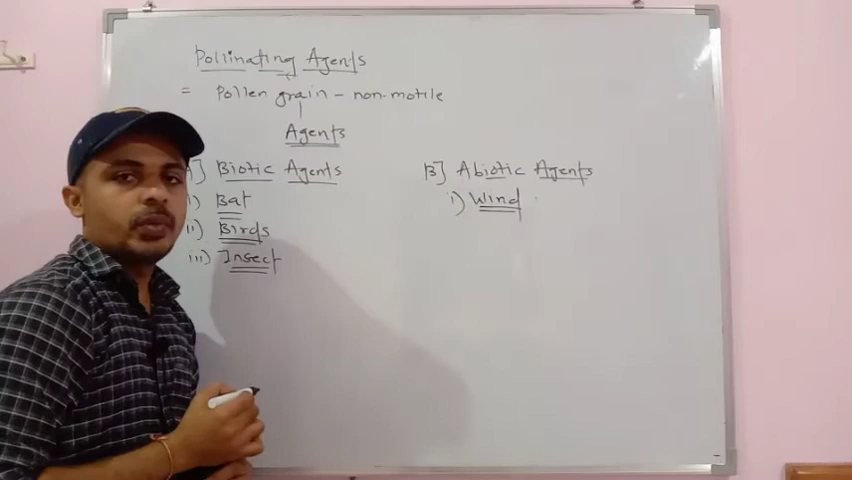 Pollinating Agents
= Pollen grain - non-motile
Agents
A] Biotic Agents
i) Bat
ii) Birds
iii) Insect
B] Abiotic Agents
i) Wind